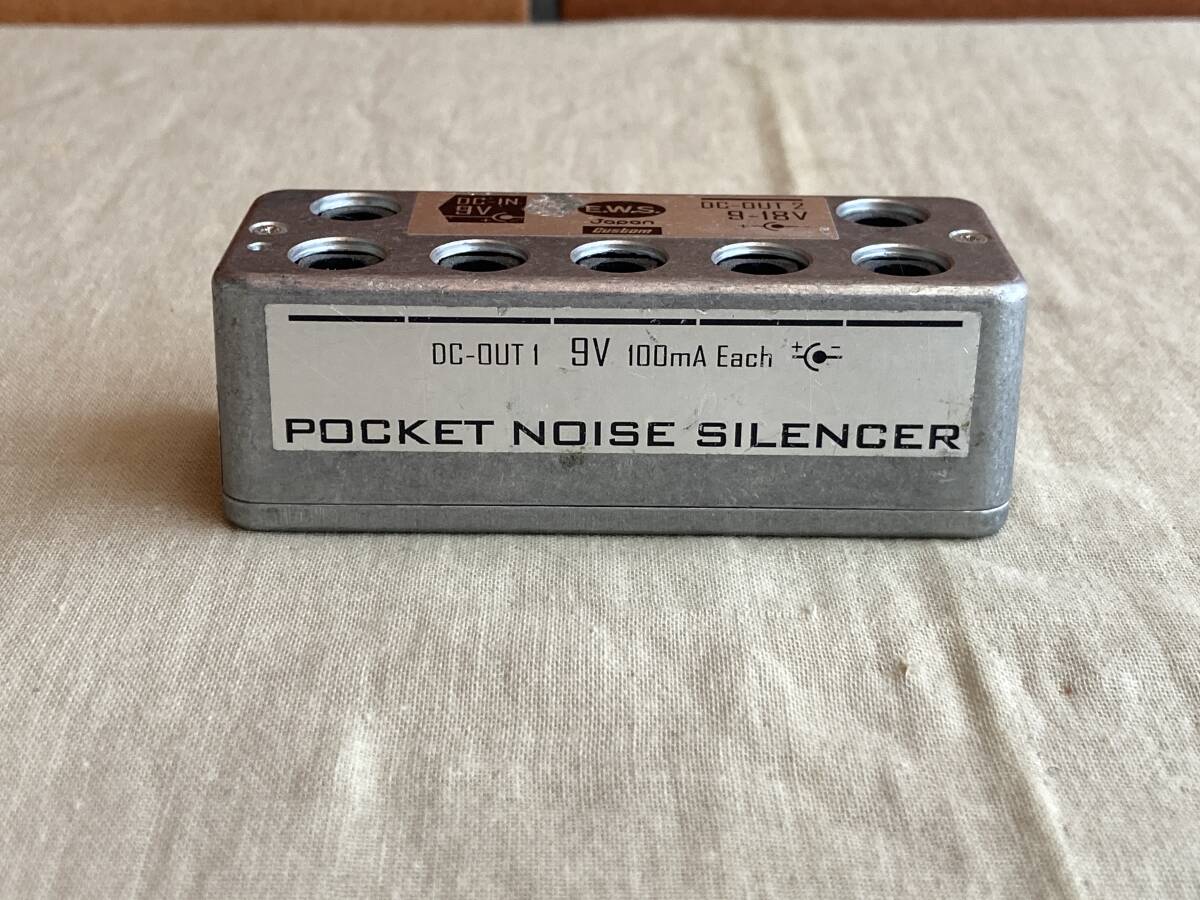 DC-IN
9V
E.W.S.
Japan
Custom
DC-OUT 2
9-18V
DC-OUT 1 9V 100mA Each + -
POCKET NOISE SILENCER